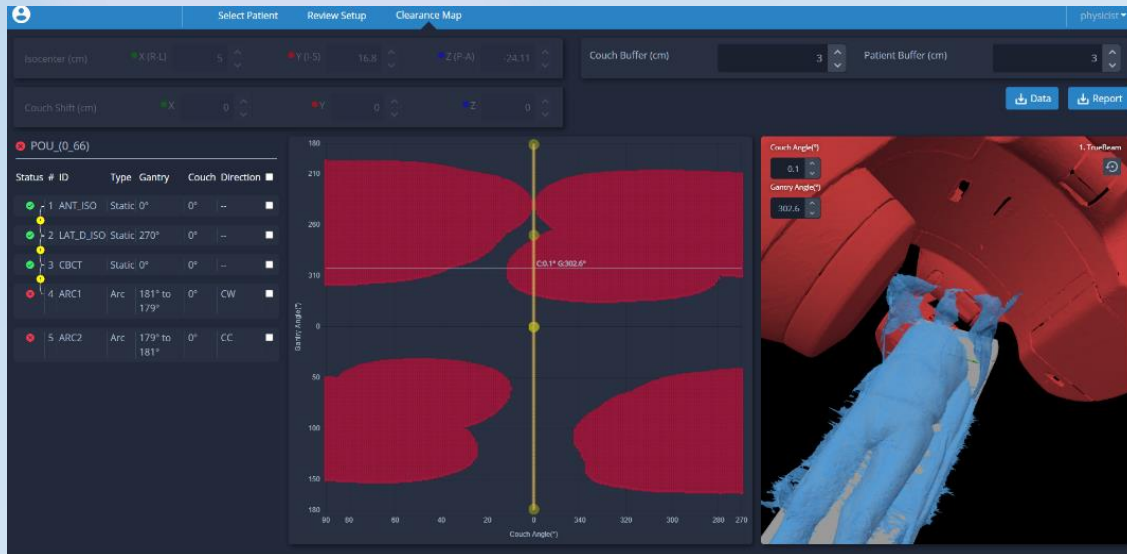 Select Patient Review Setup Clearance Map physicist
Isocenter (cm) X (R-L) 5 Y (I-S) 16.8 Z (P-A) 24.11
Couch Buffer (cm) 3 Patient Buffer (cm) 3
Couch Shift (cm) X 0 Y 0 Z 0
Data Report
POU_(0_66)
Status # ID Type Gantry Couch Direction
1 ANT_ISO Static 0° 0° --
2 LAT_D_ISO Static 270° 0° --
3 CBCT Static 0° 0° --
4 ARC1 Arc 181° to 179° 0° CW
5 ARC2 Arc 179° to 181° 0° CC
Gantry Angle(°)
180
210
260
310
0
50
100
150
180
C:0.1° G:302.6°
90 80 60 40 20 0 340 320 300 280 270
Couch Angle(°)
Couch Angle(°)
0.1
Gantry Angle(°)
302.6
1. TrueBeam